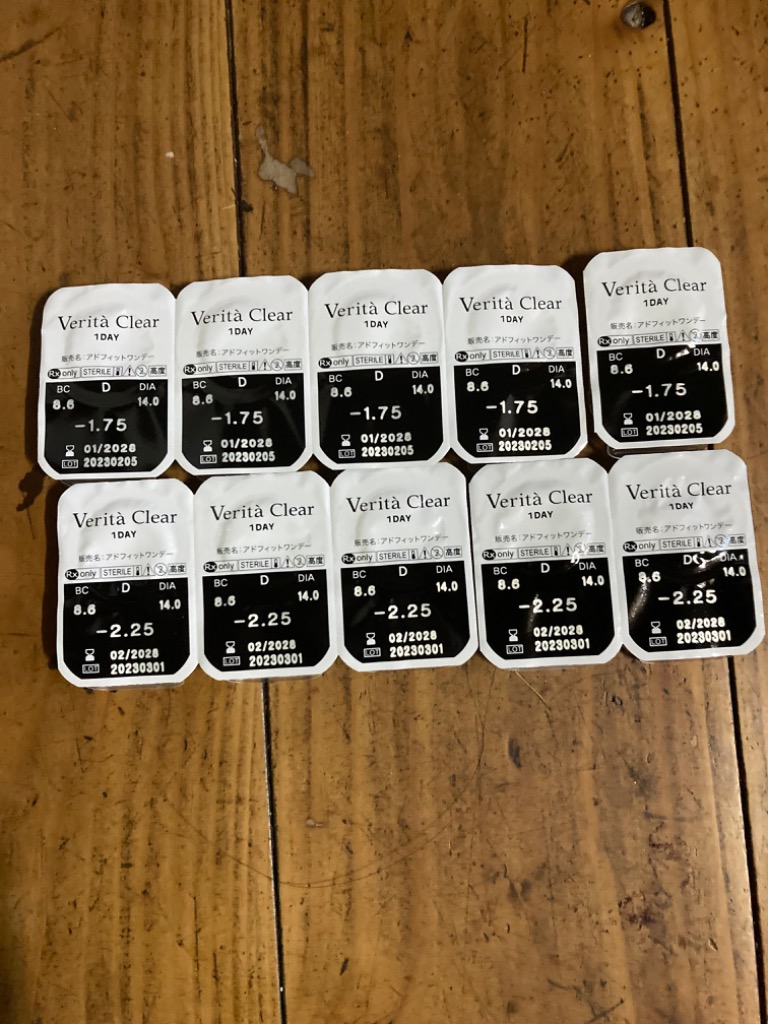 Verità Clear
1DAY
販売名:アドフィットワンデー
Rx only STERILE 高度
BC D DIA
8.6 14.0
-1.75
01/2028
LOT 20230205
Verità Clear
1DAY
販売名:アドフィットワンデー
Rx only STERILE 高度
BC D DIA
8.6 14.0
-1.75
01/2028
LOT 20230205
Verità Clear
1DAY
販売名:アドフィットワンデー
Rx only STERILE 高度
BC D DIA
8.6 14.0
-1.75
01/2028
LOT 20230205
Verità Clear
1DAY
販売名:アドフィットワンデー
Rx only STERILE 高度
BC D DIA
8.6 14.0
-1.75
01/2028
LOT 20230205
Verità Clear
1DAY
販売名:アドフィットワンデー
Rx only STERILE 高度
BC D DIA
8.6 14.0
-1.75
01/2028
LOT 20230205
Verità Clear
1DAY
販売名:アドフィットワンデー
Rx only STERILE 高度
BC D DIA
8.6 14.0
-2.25
02/2028
LOT 20230301
Verità Clear
1DAY
販売名:アドフィットワンデー
Rx only STERILE 高度
BC D DIA
8.6 14.0
-2.25
02/2028
LOT 20230301
Verità Clear
1DAY
販売名:アドフィットワンデー
Rx only STERILE 高度
BC D DIA
8.6 14.0
-2.25
02/2028
LOT 20230301
Verità Clear
1DAY
販売名:アドフィットワンデー
Rx only STERILE 高度
BC D DIA
8.6 14.0
-2.25
02/2028
LOT 20230301
Verità Clear
1DAY
販売名:アドフィットワンデー
Rx only STERILE 高度
BC D DIA
8.6 14.0
-2.25
02/2028
LOT 20230301